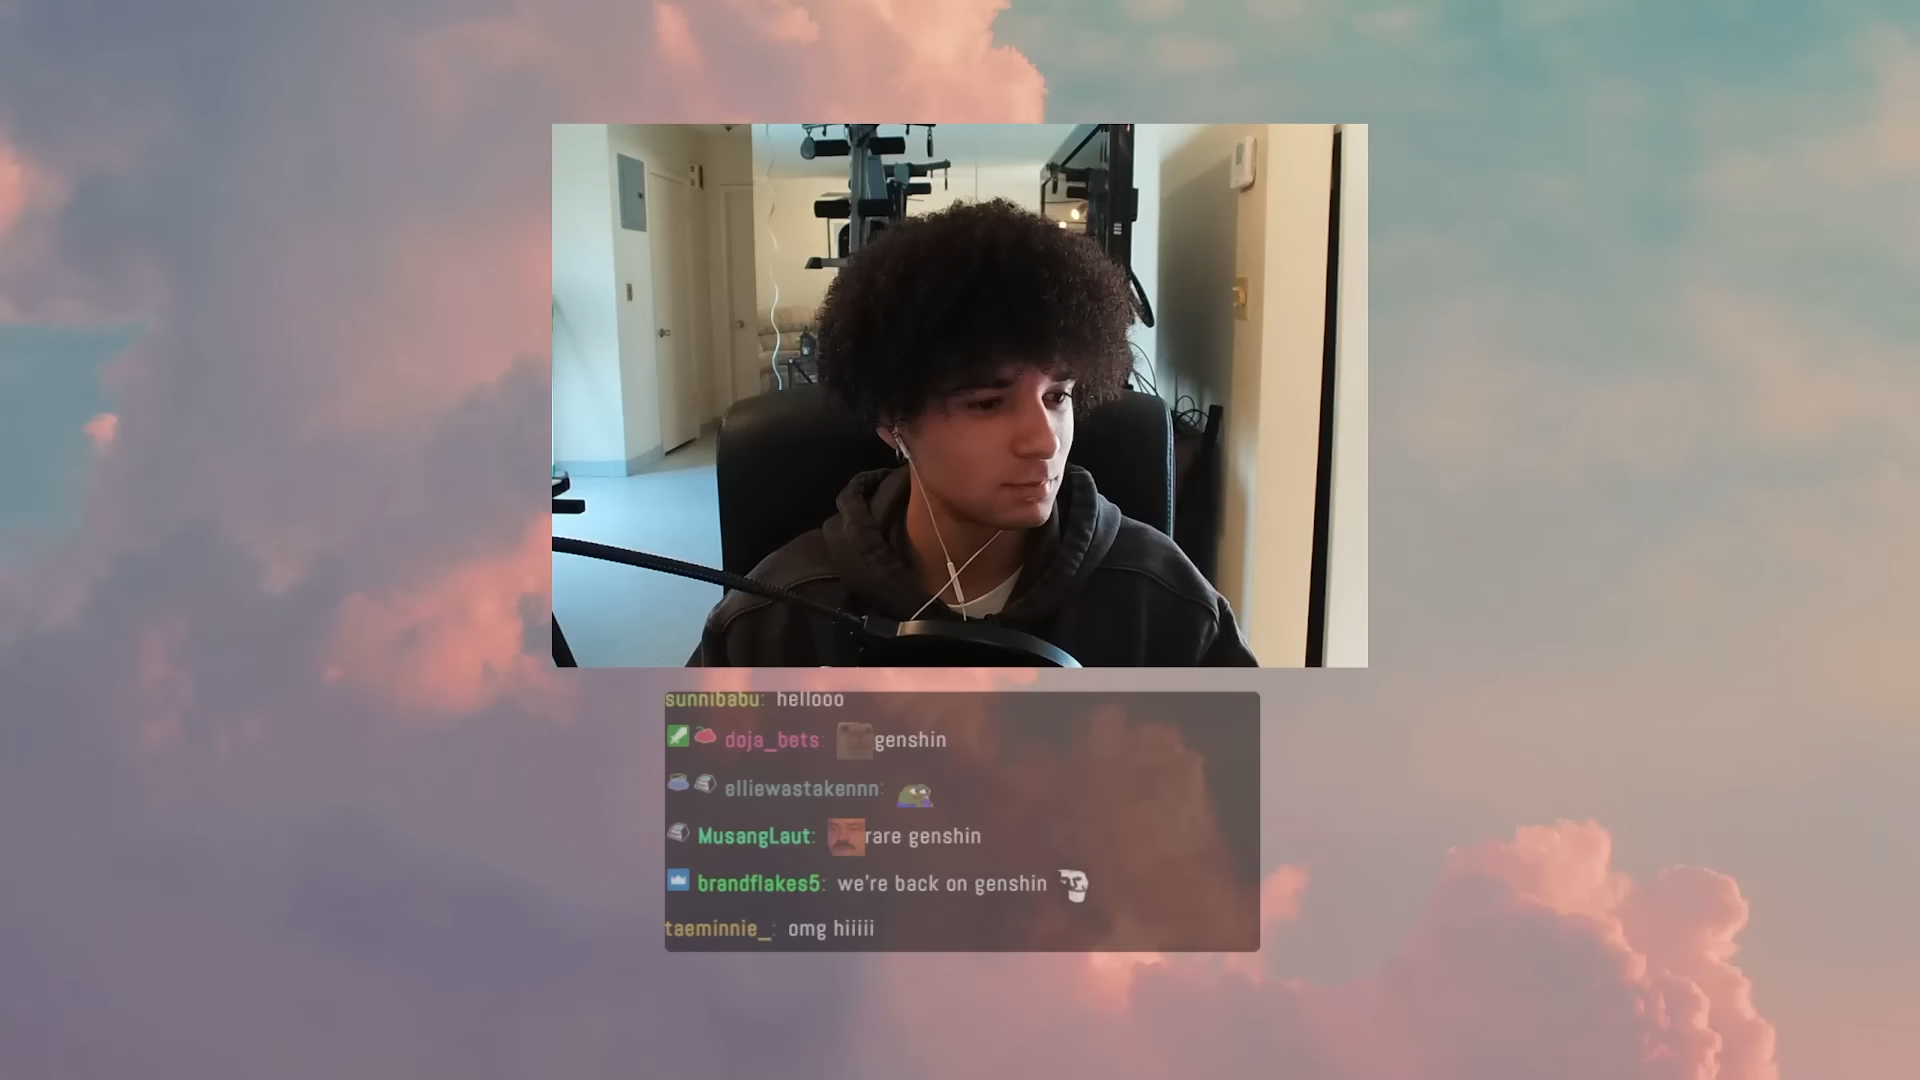 sunnibabu: hellooo
doja_bets: genshin
elliewastakennn:
MusangLaut: rare genshin
brandflakes5: we're back on genshin
taeminnie_: omg hiiiii